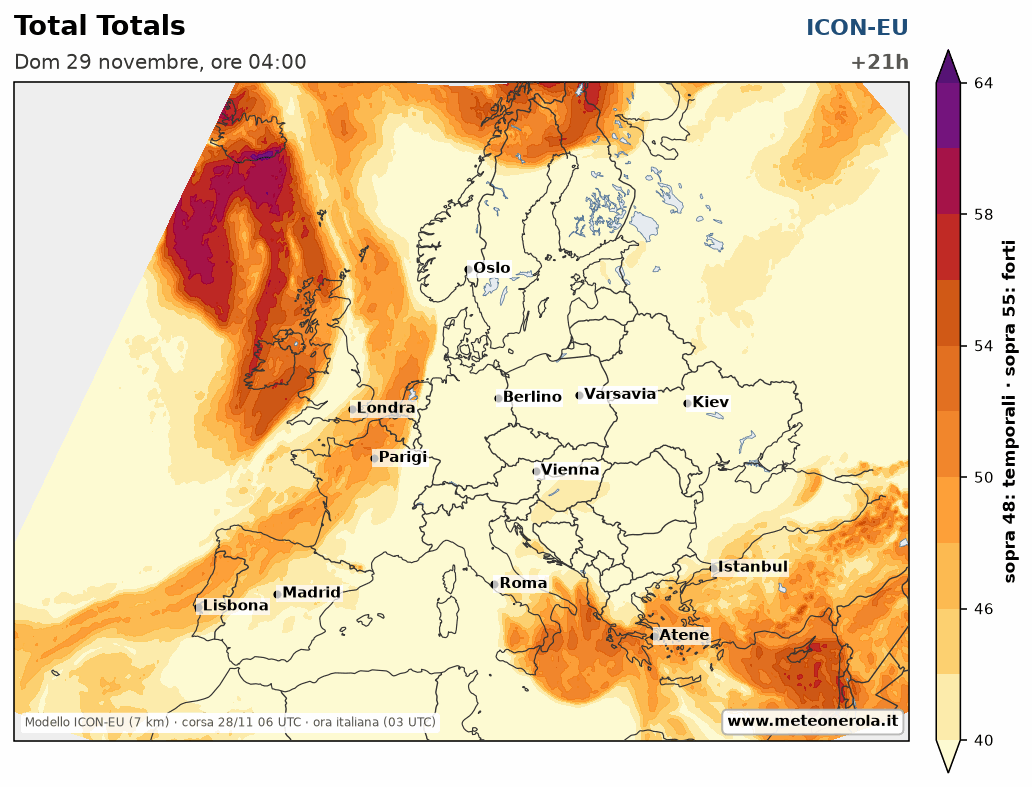 Total Totals
ICON-EU
Dom 29 novembre, ore 04:00
+21h
Oslo
Berlino
Varsavia
Kiev
Londra
Parigi
Vienna
Istanbul
Roma
Madrid
Lisbona
Atene
Modello ICON-EU (7 km) · corsa 28/11 06 UTC · ora italiana (03 UTC)
www.meteonerola.it
64
58
54
50
46
40
sopra 48: temporali · sopra 55: forti